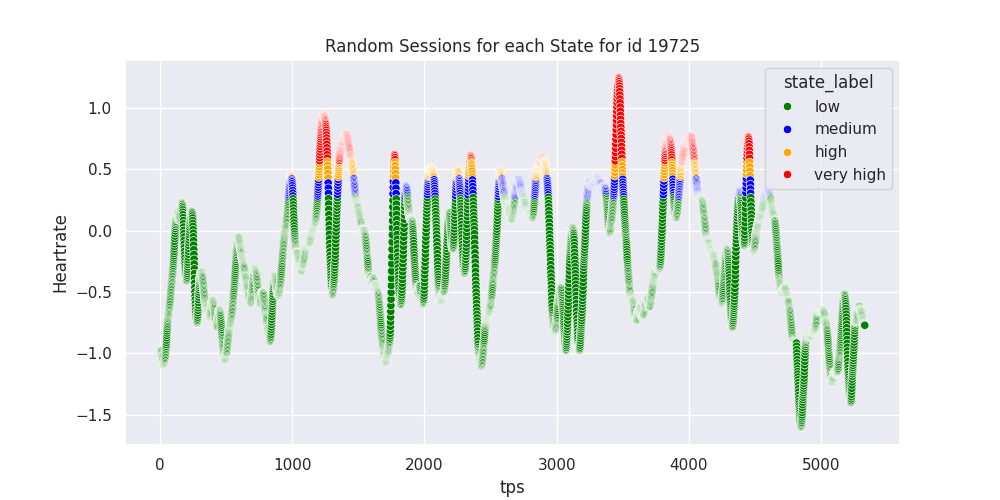 Random Sessions for each State for id 19725
state_label
low
medium
high
very high
Heartrate
1.0
0.5
0.0
−0.5
−1.0
−1.5
0 1000 2000 3000 4000 5000
tps